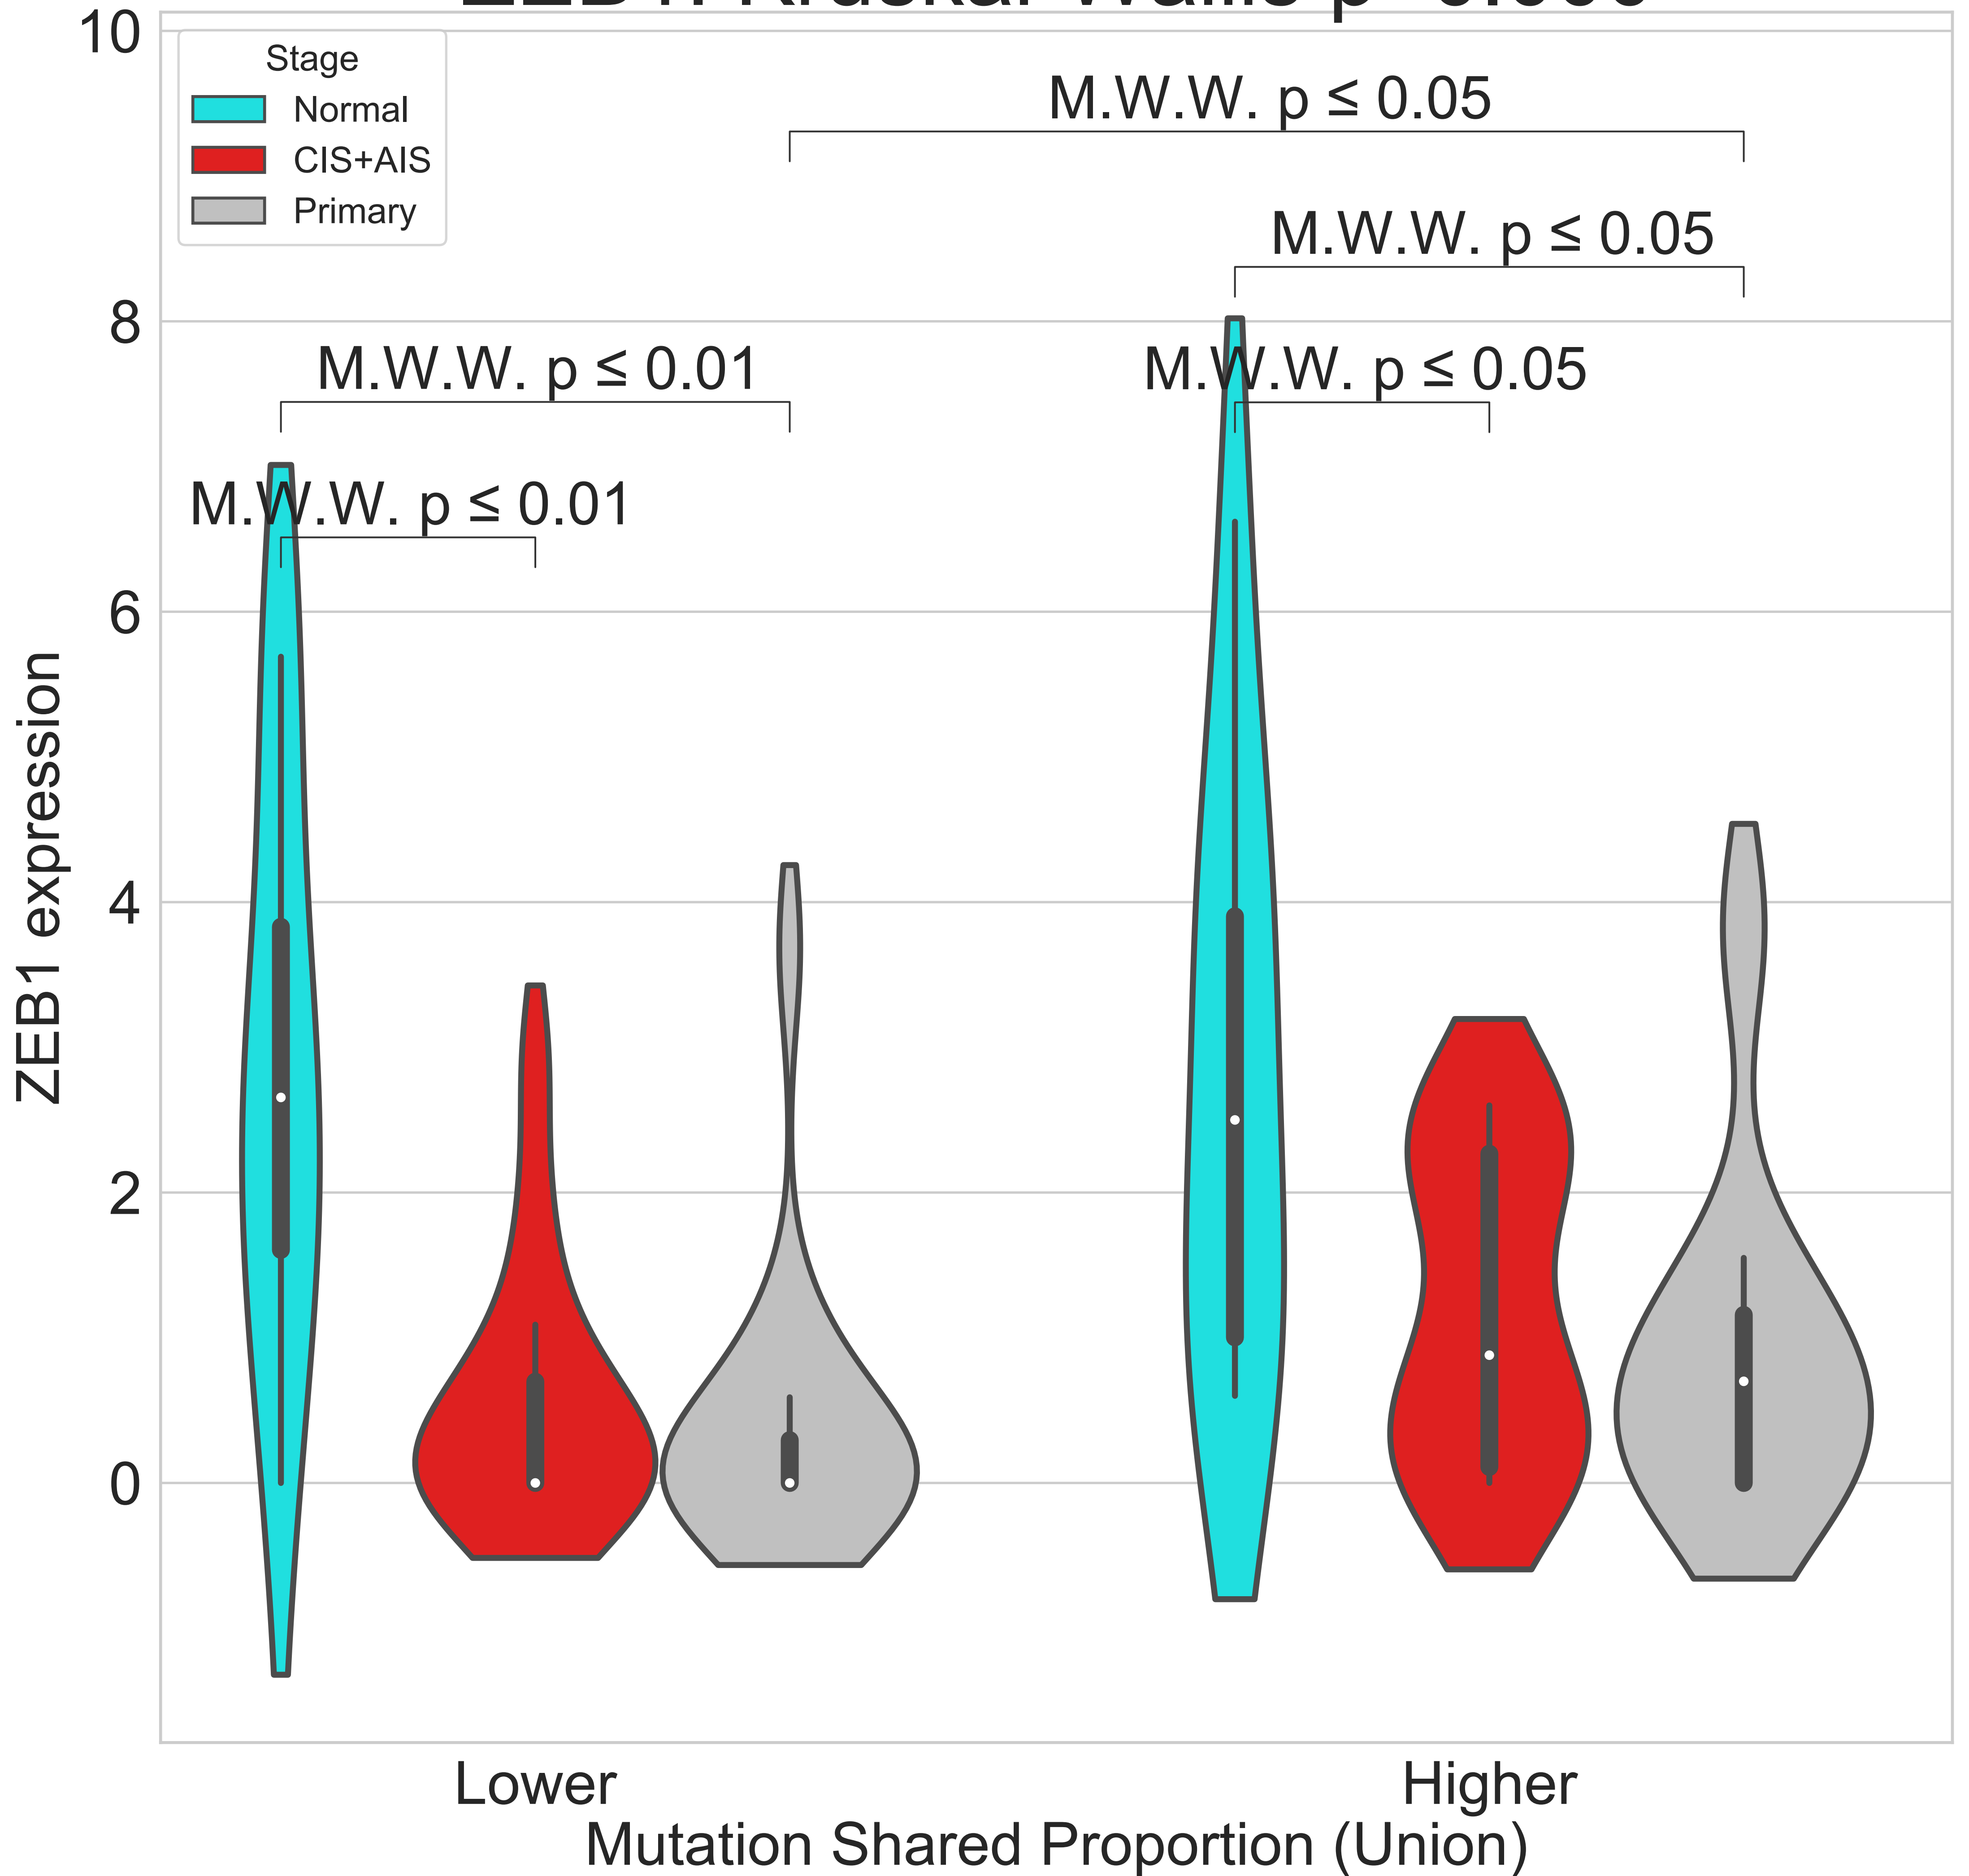 10
8
6
4
2
0
ZEB1 expression
Stage
Normal
CIS+AIS
Primary
M.W.W. p ≤ 0.05
M.W.W. p ≤ 0.05
M.W.W. p ≤ 0.01
M.W.W. p ≤ 0.05
M.W.W. p ≤ 0.01
Lower
Higher
Mutation Shared Proportion (Union)